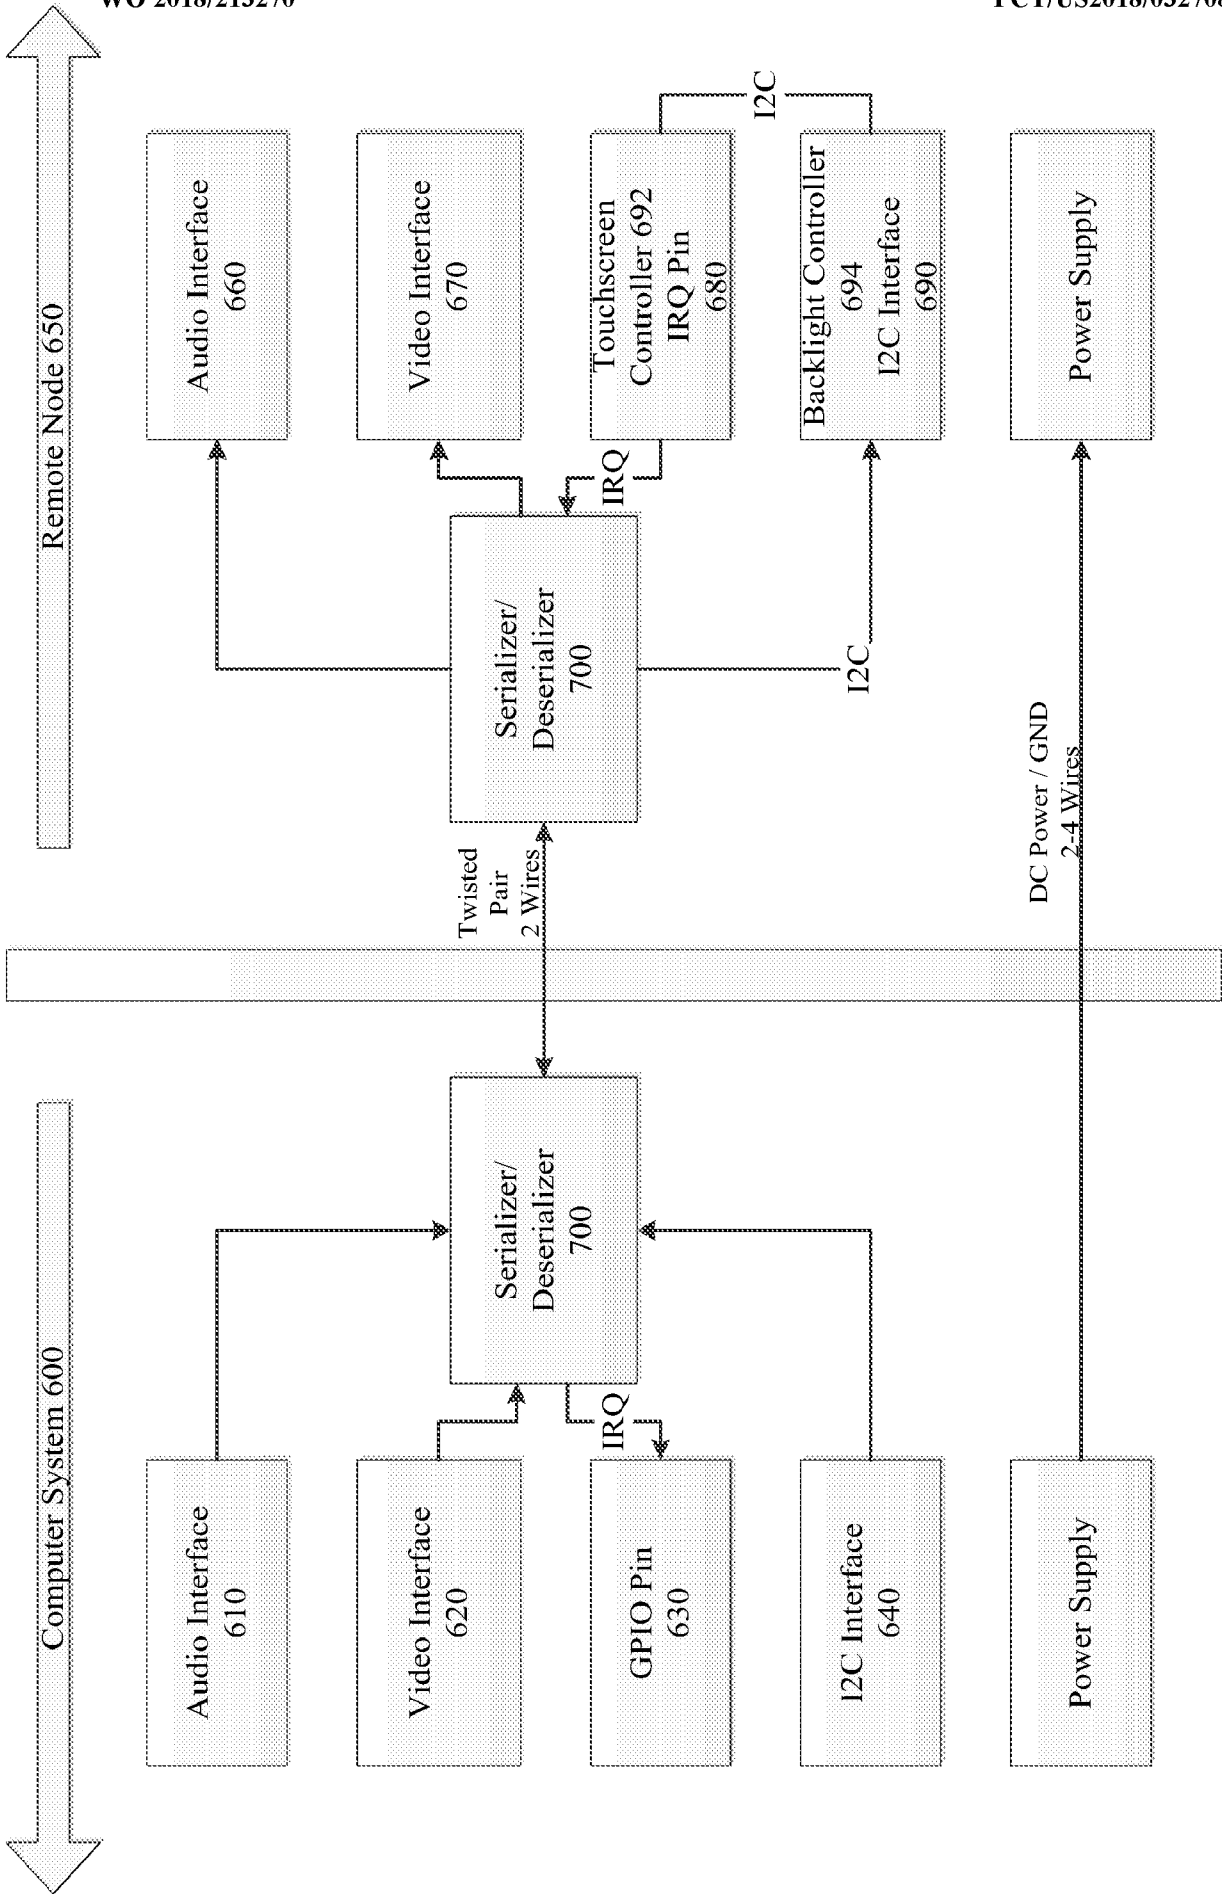 WO 2018/213270
Computer System 600
Remote Node 650
Audio Interface
610
Video Interface
620
GPIO Pin
630
I2C Interface
640
Power Supply
IRQ
Serializer/
Deserializer
700
Twisted
Pair
2 Wires
DC Power / GND
2-4 Wires
Serializer/
Deserializer
700
I2C
IRQ
Audio Interface
660
Video Interface
670
Touchscreen
Controller 692
IRQ Pin
680
Backlight Controller
694
I2C Interface
690
Power Supply
I2C